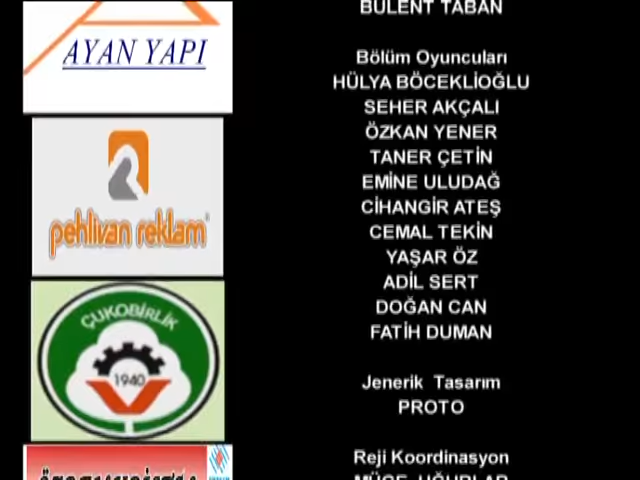 AYAN YAPI
pehlivan reklam
ÇUKOBİRLİK
1940
BÜLENT TABAN
Bölüm Oyuncuları
HÜLYA BÖCEKLİOĞLU
SEHER AKÇALI
ÖZKAN YENER
TANER ÇETİN
EMİNE ULUDAĞ
CİHANGİR ATEŞ
CEMAL TEKİN
YAŞAR ÖZ
ADİL SERT
DOĞAN CAN
FATİH DUMAN
Jenerik Tasarım
PROTO
Reji Koordinasyon